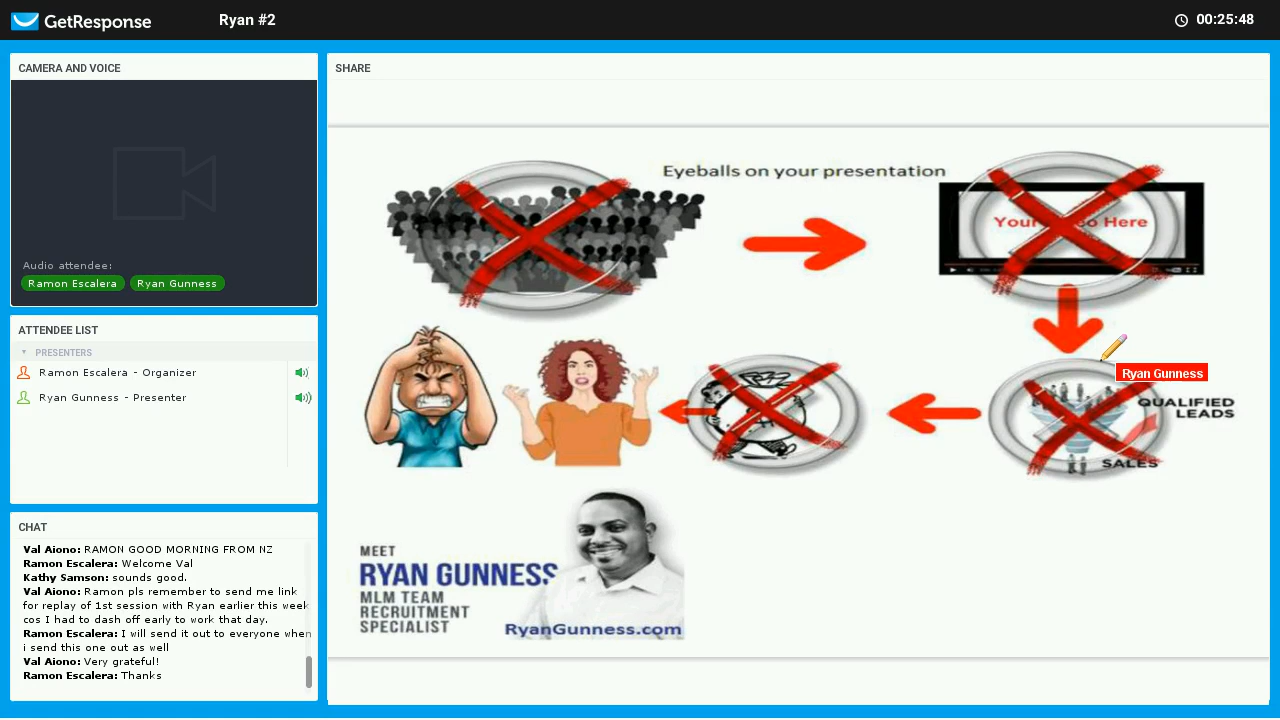 GetResponse
Ryan #2
00:25:48
CAMERA AND VOICE
Audio attendee:
Ramon Escalera
Ryan Gunness
ATTENDEE LIST
PRESENTERS
Ramon Escalera - Organizer
Ryan Gunness - Presenter
CHAT
Val Aiono: RAMON GOOD MORNING FROM NZ
Ramon Escalera: Welcome Val
Kathy Samson: sounds good.
Val Aiono: Ramon pls remember to send me link
for replay of 1st session with Ryan earlier this week
cos I had to dash off early to work that day.
Ramon Escalera: I will send it out to everyone when
i send this one out as well
Val Aiono: Very grateful!
Ramon Escalera: Thanks
SHARE
Eyeballs on your presentation
Here
Ryan Gunness
QUALIFIED
LEADS
SALES
MEET
RYAN GUNNESS
MLM TEAM
RECRUITMENT
SPECIALIST
RyanGunness.com